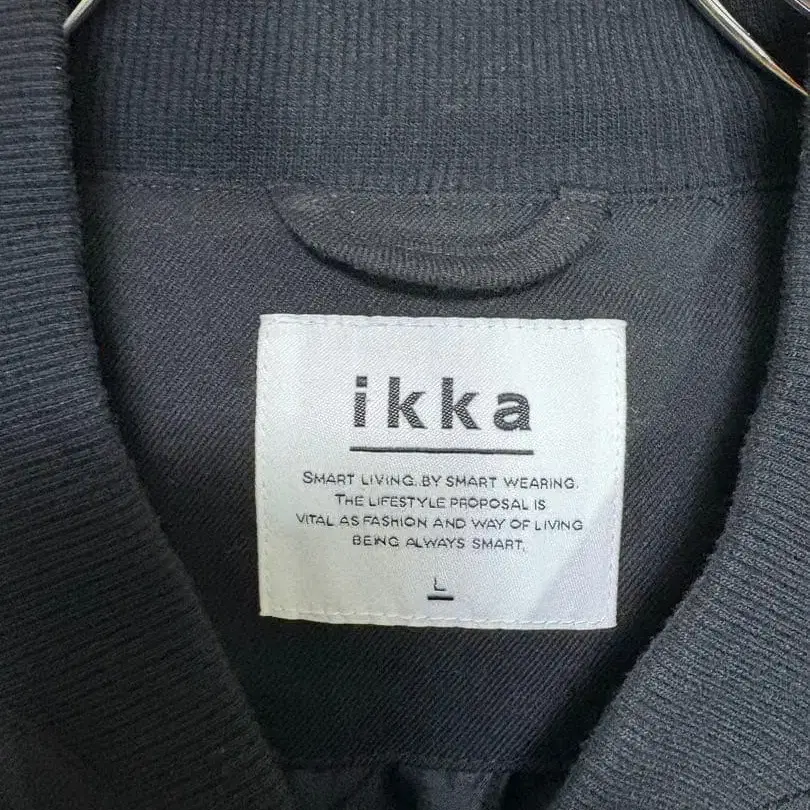 ikka
SMART LIVING. BY SMART WEARING.
THE LIFESTYLE PROPOSAL IS
VITAL AS FASHION AND WAY OF LIVING
BEING ALWAYS SMART.
L